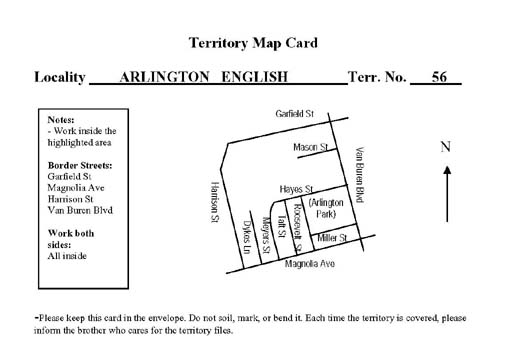 Territory Map Card
Locality ARLINGTON ENGLISH Terr. No. 56
Notes:
- Work inside the
highlighted area
Border Streets:
Garfield St
Magnolia Ave
Harrison St
Van Buren Blvd
Work both
sides:
All inside
Garfield St
Mason St
Van Buren Blvd
N
Harrison St
Hayes St
(Arlington
Park)
Dykes Ln
Meyers St
Taft St
Roosevelt St
Miller St
Magnolia Ave
-Please keep this card in the envelope. Do not soil, mark, or bend it. Each time the territory is covered, please
inform the brother who cares for the territory files.